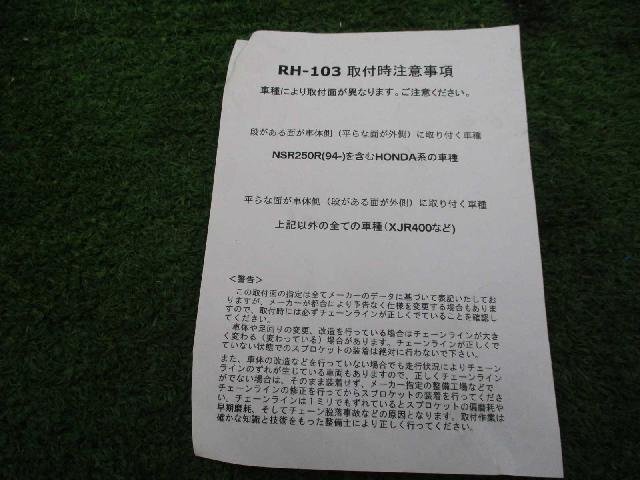 RH-103 取付時注意事項
車種により取付面が異なります。ご注意ください。
段がある面が車体側（平らな面が外側）に取り付く車種
NSR250R(94-)を含むHONDA系の車種
平らな面が車体側（段がある面が外側）に取り付く車種
上記以外の全ての車種（XJR400など)
＜警告＞
この取付面の指定は全てメーカーのデータに基づいて表記いたしてお
りますが、メーカーが都合により予告なく仕様を変更する場合もありま
すので、取付時には必ずチェーンラインが正しくでていることを確認し
てください。
車体や足回りの変更、改造を行っている場合はチェーンラインが大き
く変わる（変わっている）場合があります。チェーンラインが正しくで
ていない状態でのスプロケットの装着は絶対に行わないで下さい。
また、車体の改造などを行っていない場合でも走行状況によりチェーン
ラインのずれが生じている車両もありますので、正しくチェーンライン
がでない場合は、そのまま装着けず、メーカー指定の整備工場などでチ
ェーンラインの修正を行ってからスプロケットの装着を行ってくださ
い。チェーンラインは１ミリでもずれているとスプロケットの偏磨耗や
早期磨耗、そしてチェーン脱落事故などの原因となります。取付作業は
確かな知識と技術をもった整備士により正しく行ってください。